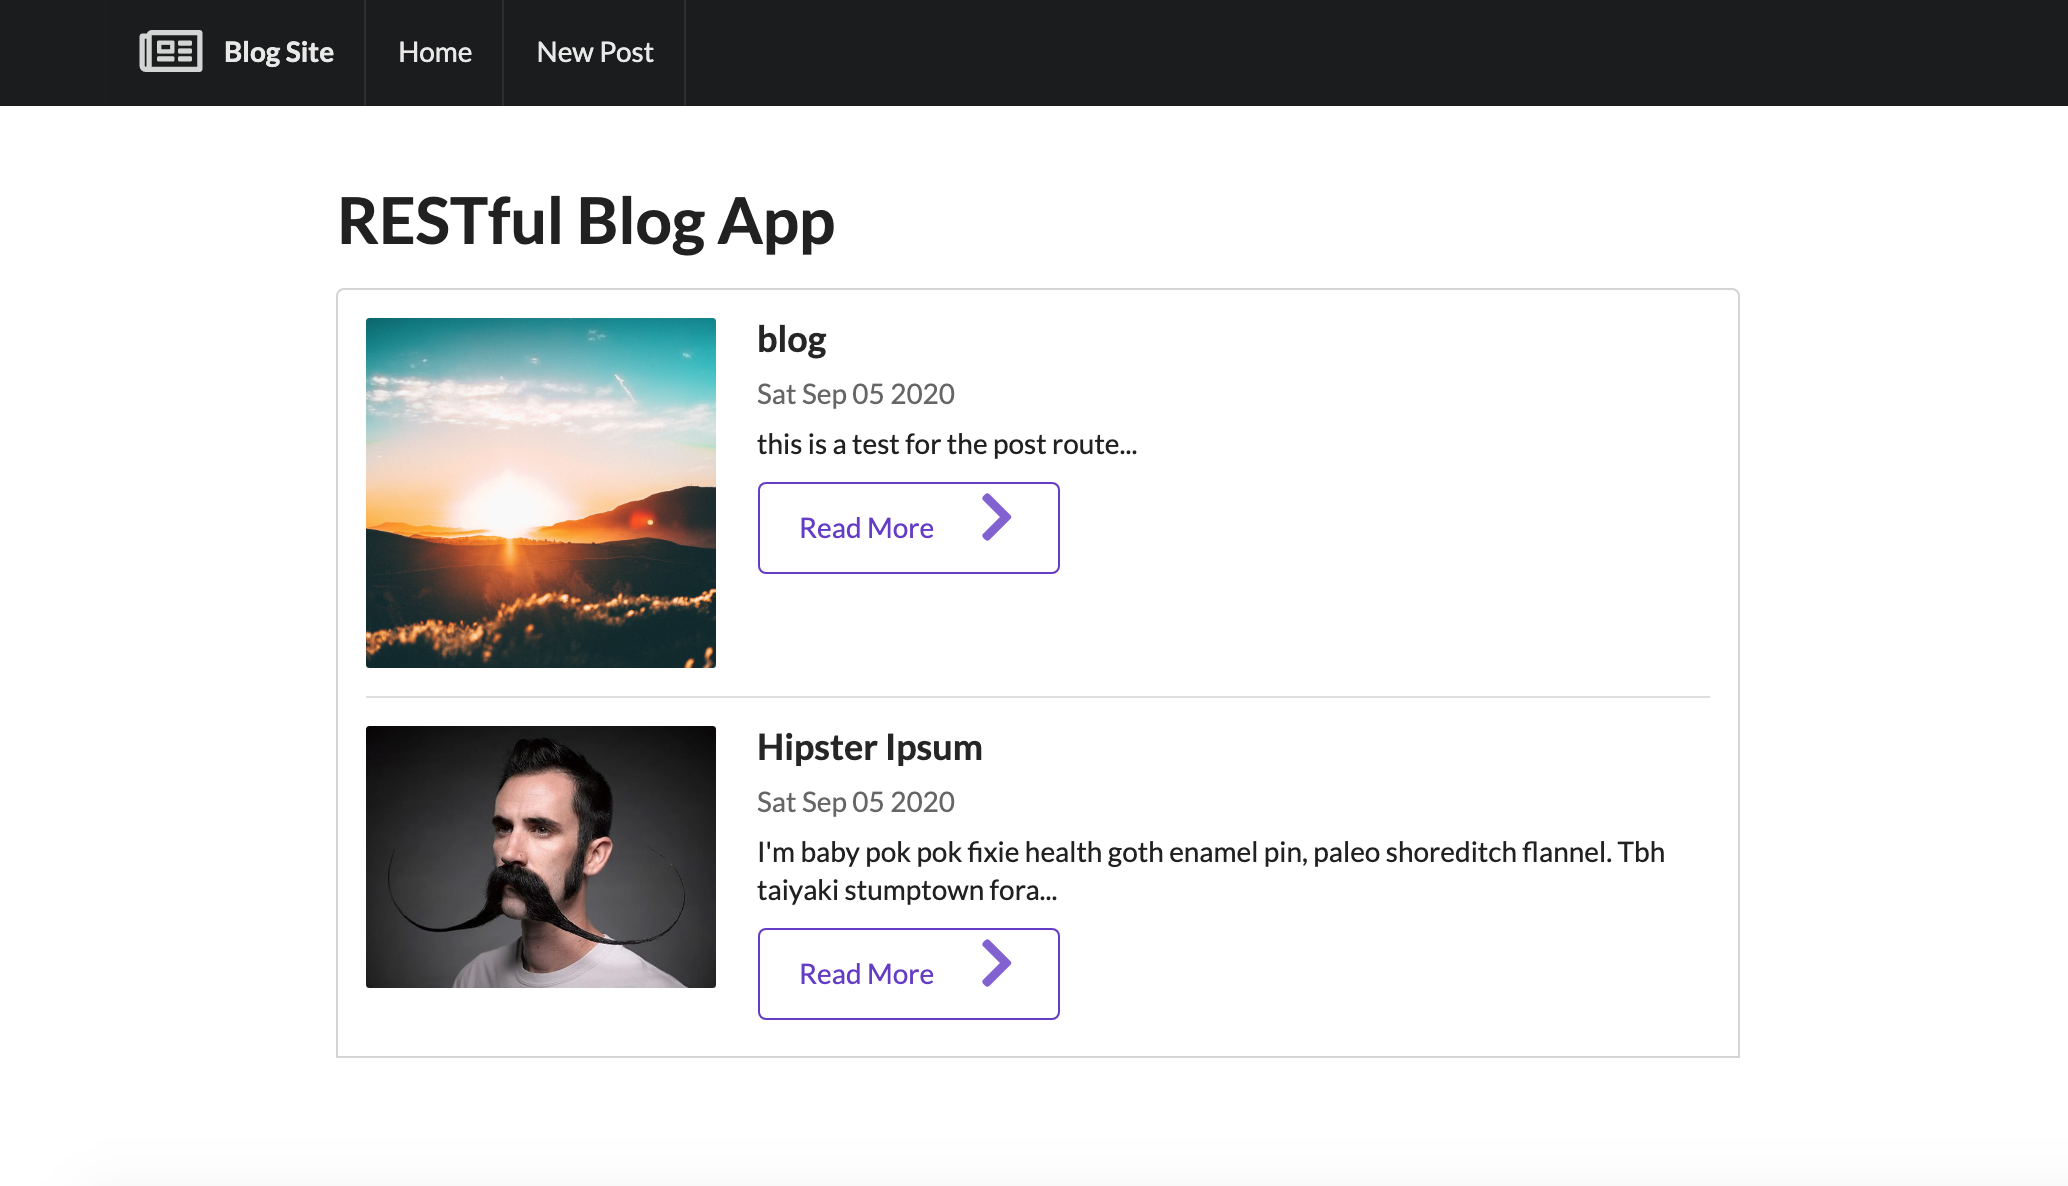 Blog Site
Home
New Post
RESTful Blog App
blog
Sat Sep 05 2020
this is a test for the post route...
Read More
Hipster Ipsum
Sat Sep 05 2020
I'm baby pok pok fixie health goth enamel pin, paleo shoreditch flannel. Tbh
taiyaki stumptown fora...
Read More